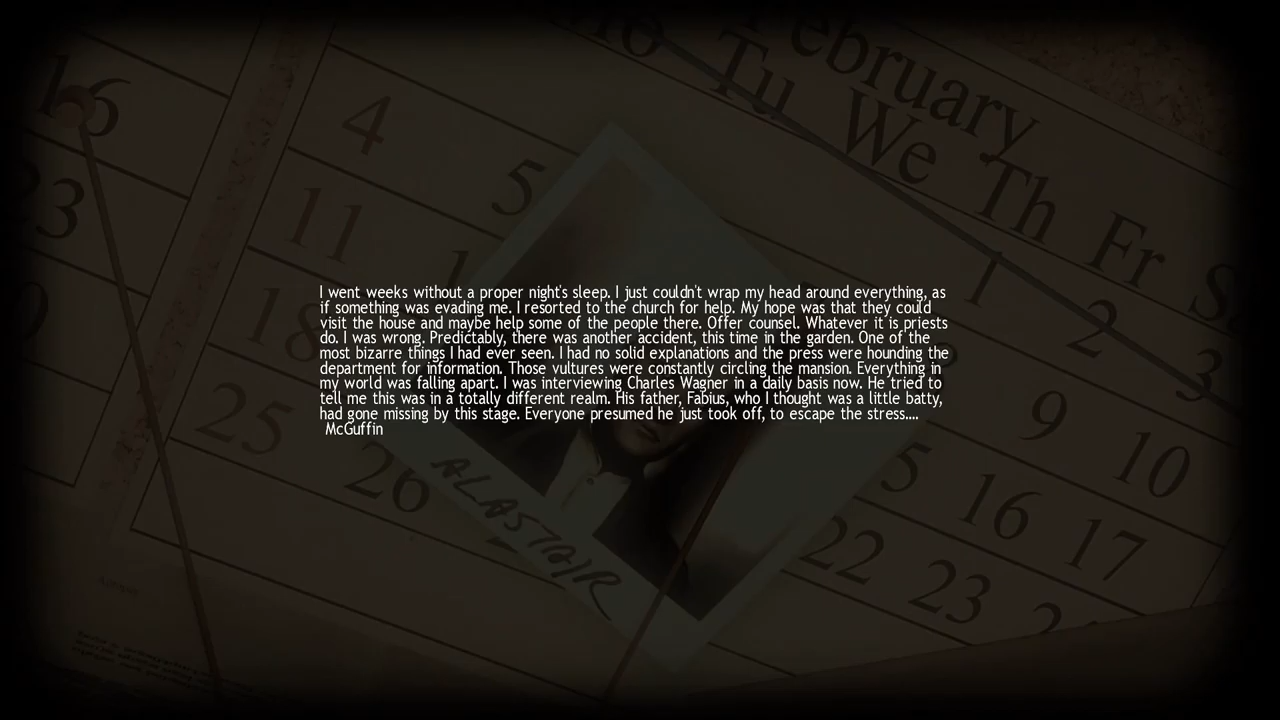 February
Mo Tu We Th Fr S
16
4
5
1
2
3
23
11
1
9
10
18
I went weeks without a proper night's sleep. I just couldn't wrap my head around everything, as
if something was evading me. I resorted to the church for help. My hope was that they could
visit the house and maybe help some of the people there. Offer counsel. Whatever it is priests
do. I was wrong. Predictably, there was another accident, this time in the garden. One of the
most bizarre things I had ever seen. I had no solid explanations and the press were hounding the
department for information. Those vultures were constantly circling the mansion. Everything in
my world was falling apart. I was interviewing Charles Wagner in a daily basis now. He tried to
tell me this was in a totally different realm. His father, Fabius, who I thought was a little batty,
had gone missing by this stage. Everyone presumed he just took off, to escape the stress....
McGuffin
25
26
5
16
17
22
23
2
ALASTAIR